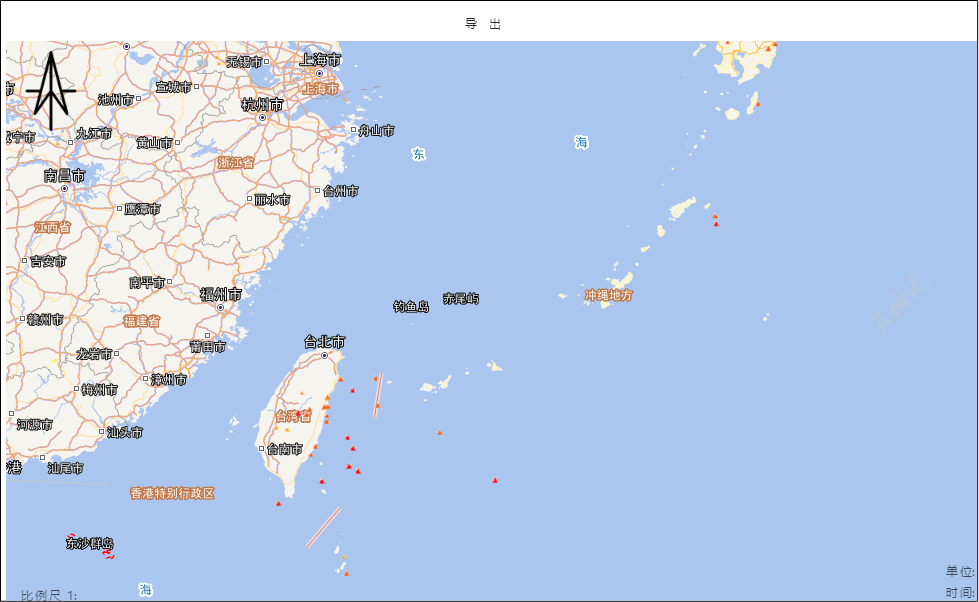 导 出
无锡市
上海市
上海市
宣城市
池州市
杭州市
市
舟山市
九江市
黄山市
咸宁市
东
海
浙江省
南昌市
台州市
丽水市
鹰潭市
江西省
吉安市
南平市
福州市
冲绳地方
赤尾屿
钓鱼岛
赣州市
福建省
莆田市
台北市
龙岩市
漳州市
梅州市
台湾省
河源市
汕头市
台南市
港
汕尾市
香港特别行政区
东沙群岛
单位:
海
比例尺 1:
时间: